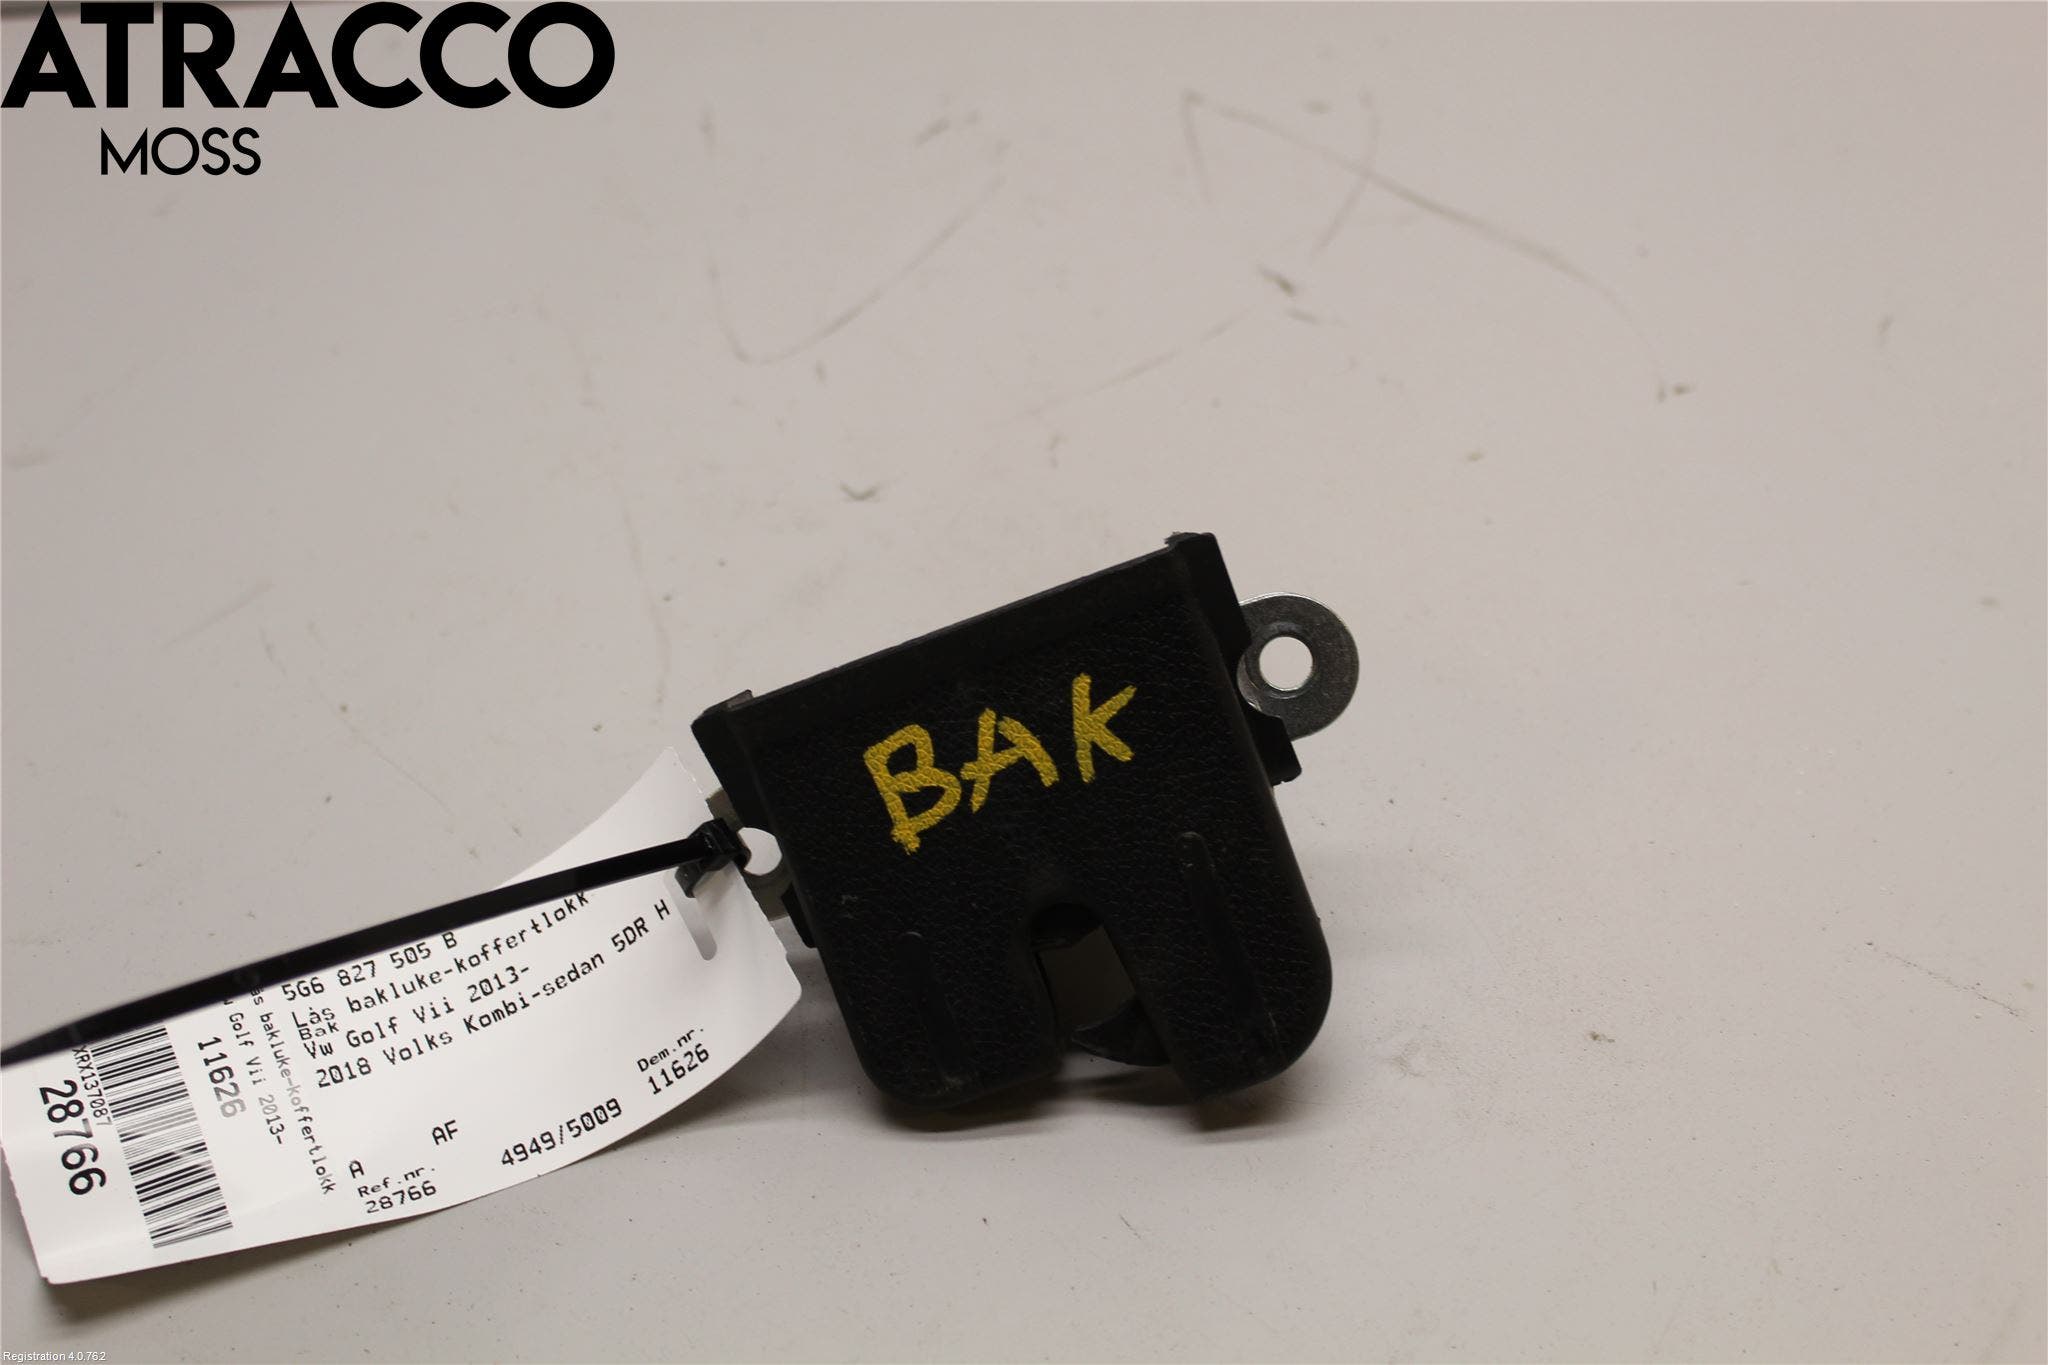 ATRACCO
MOSS
BAK
5G6 827 505 B
Lås bakluke-koffertlokk
Bak
Vw Golf Vii 2013-
2018 Volks Kombi-sedan 5DR H
A
AF
Dem.nr.
Ref.nr.
28766
4949/5009
11626
bakluke-koffertlokk
Golf Vii 2013-
11626
XRX137087
28766
Registration 4.0.762